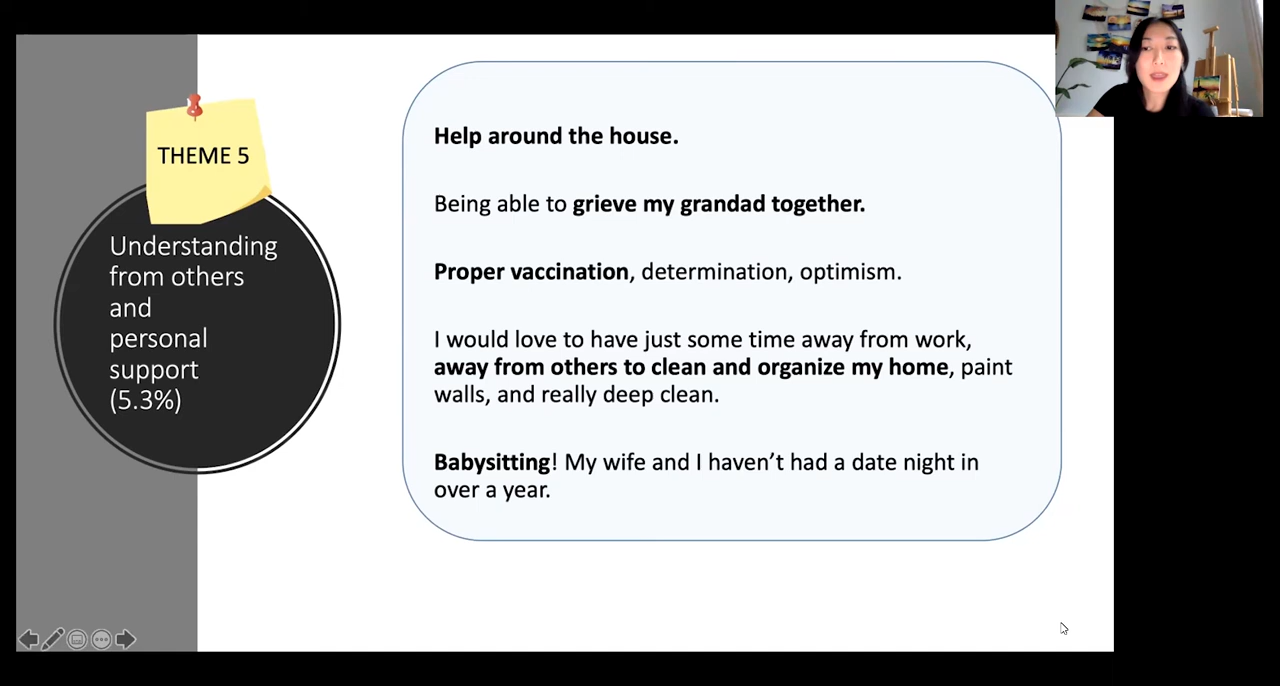 THEME 5
Understanding
from others
and
personal
support
(5.3%)
Help around the house.
Being able to grieve my grandad together.
Proper vaccination, determination, optimism.
I would love to have just some time away from work,
away from others to clean and organize my home, paint
walls, and really deep clean.
Babysitting! My wife and I haven’t had a date night in
over a year.